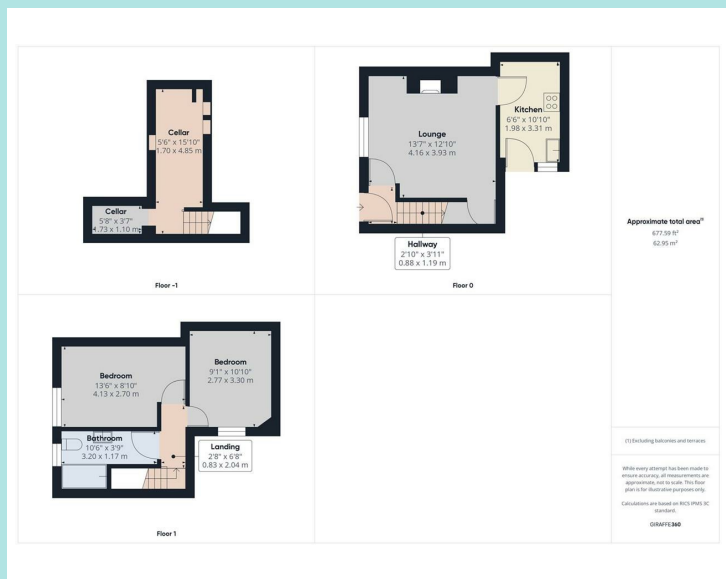 Cellar
5'6" x 15'10"
1.70 x 4.85 m
Cellar
5'8" x 3'7"
1.73 x 1.10 m
Floor -1
Lounge
13'7" x 12'10"
4.16 x 3.93 m
Kitchen
6'6" x 10'10"
1.98 x 3.31 m
Hallway
2'10" x 3'11"
0.88 x 1.19 m
Floor 0
Bedroom
13'6" x 8'10"
4.13 x 2.70 m
Bedroom
9'1" x 10'10"
2.77 x 3.30 m
Bathroom
10'6" x 3'9"
3.20 x 1.17 m
Landing
2'8" x 6'8"
0.83 x 2.04 m
Floor 1
Approximate total area⁽¹⁾
677.59 ft²
62.95 m²
(1) Excluding balconies and terraces
While every attempt has been made to
ensure accuracy, all measurements are
approximate, not to scale. This floor
plan is for illustrative purposes only.
Calculations are based on RICS IPMS 3C
standard.
GIRAFFE360